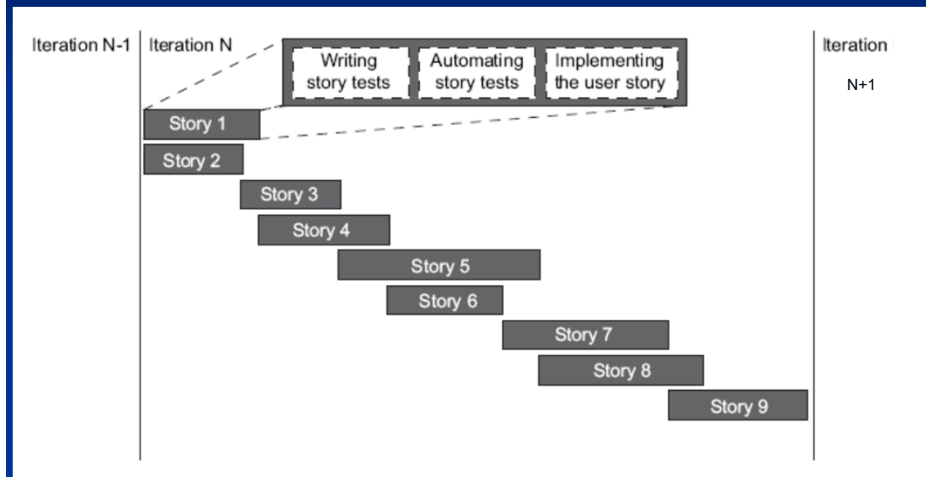 Iteration N-1
Iteration N
Writing
story tests
Automating
story tests
Implementing
the user story
Iteration
N+1
Story 1
Story 2
Story 3
Story 4
Story 5
Story 6
Story 7
Story 8
Story 9